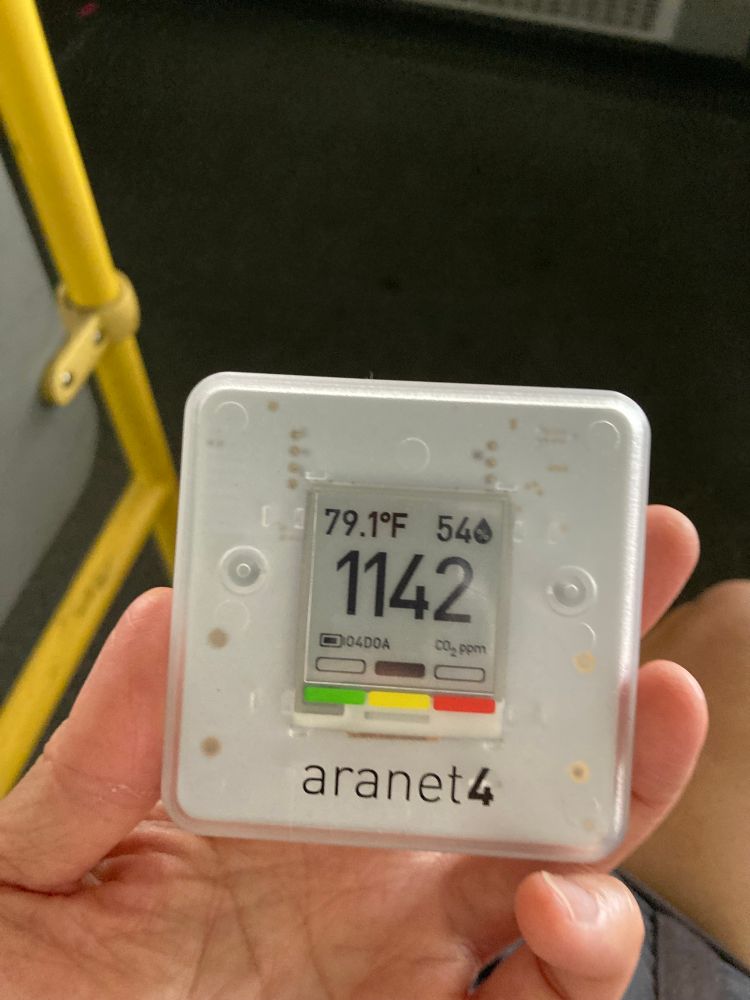 79.1°F 54%
1142
04D0A CO₂ ppm
aranet4